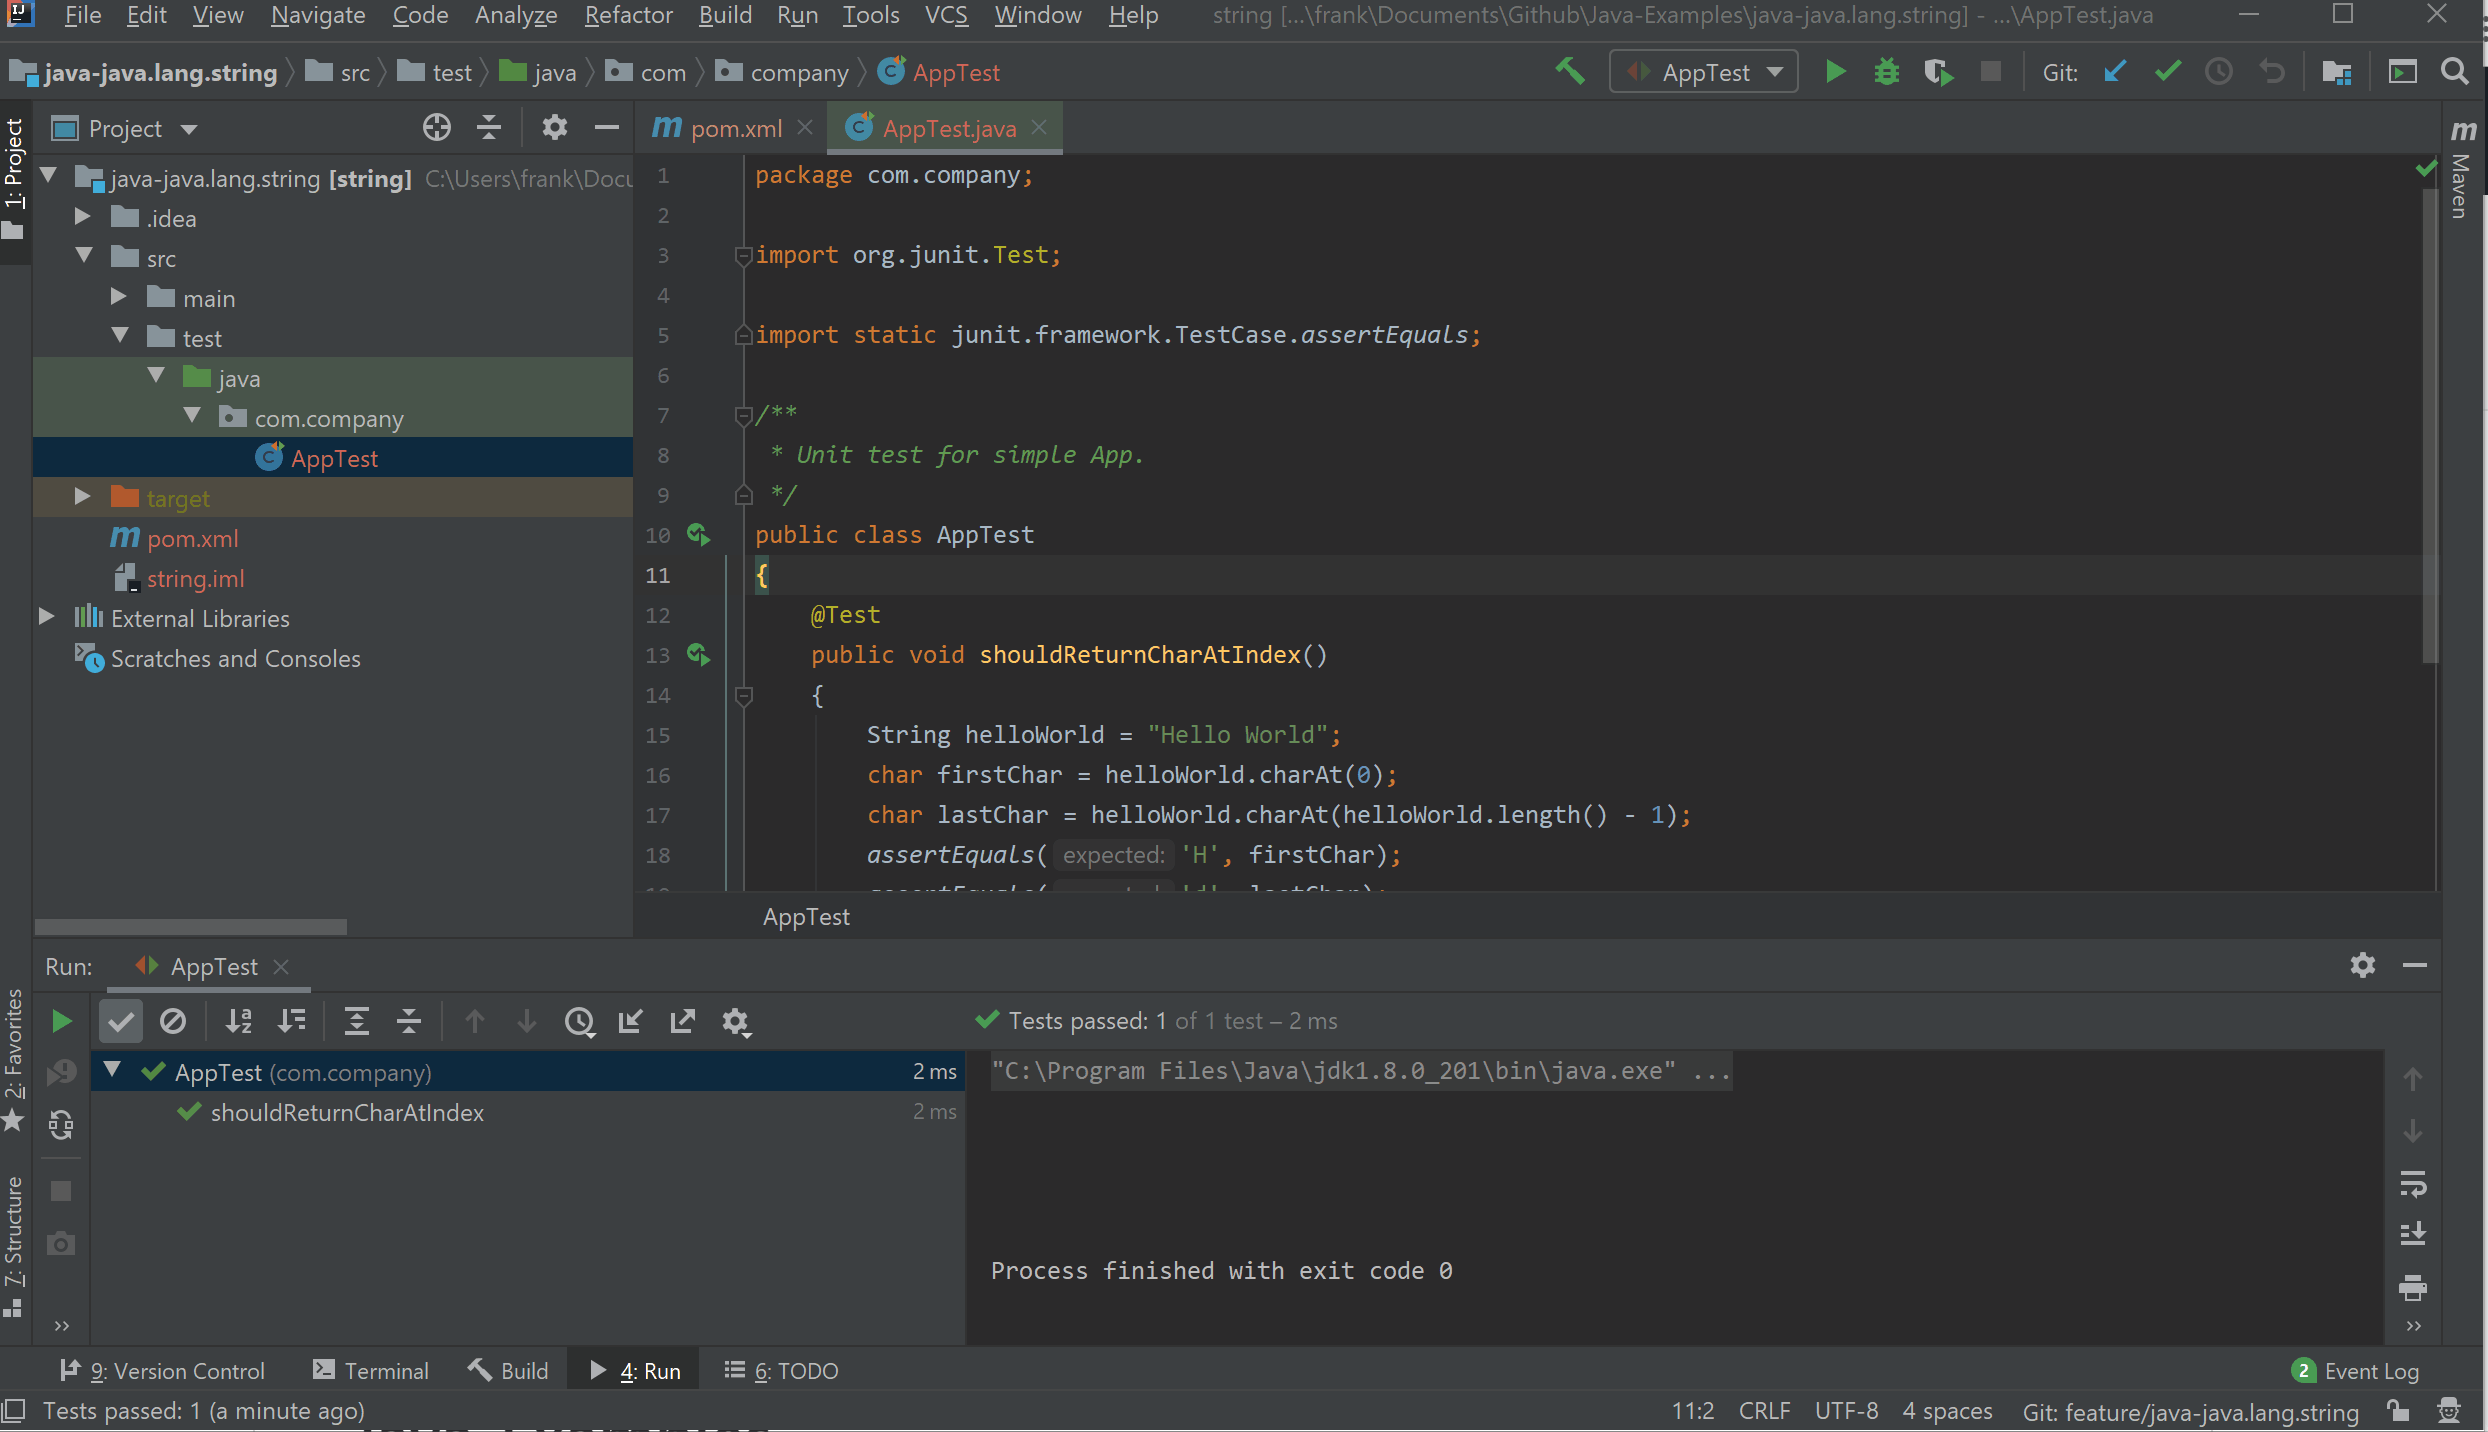 File Edit View Navigate Code Analyze Refactor Build Run Tools VCS Window Help string [...\frank\Documents\Github\Java-Examples\java-java.lang.string] - ...\AppTest.java
java-java.lang.string src test java com company AppTest AppTest Git:
1: Project
Project
java-java.lang.string [string] C:\Users\frank\Docu
.idea
src
main
test
java
com.company
AppTest
target
pom.xml
string.iml
External Libraries
Scratches and Consoles
pom.xml AppTest.java
1 package com.company;
2
3 import org.junit.Test;
4
5 import static junit.framework.TestCase.assertEquals;
6
7 /**
8 * Unit test for simple App.
9 */
10 public class AppTest
11 {
12 @Test
13 public void shouldReturnCharAtIndex()
14 {
15 String helloWorld = "Hello World";
16 char firstChar = helloWorld.charAt(0);
17 char lastChar = helloWorld.charAt(helloWorld.length() - 1);
18 assertEquals( expected: 'H', firstChar);
AppTest
m Maven
Run: AppTest
2: Favorites
7: Structure
Tests passed: 1 of 1 test – 2 ms
AppTest (com.company) 2 ms
shouldReturnCharAtIndex 2 ms
"C:\Program Files\Java\jdk1.8.0_201\bin\java.exe" ...
Process finished with exit code 0
9: Version Control Terminal Build 4: Run 6: TODO 2 Event Log
Tests passed: 1 (a minute ago) 11:2 CRLF UTF-8 4 spaces Git: feature/java-java.lang.string